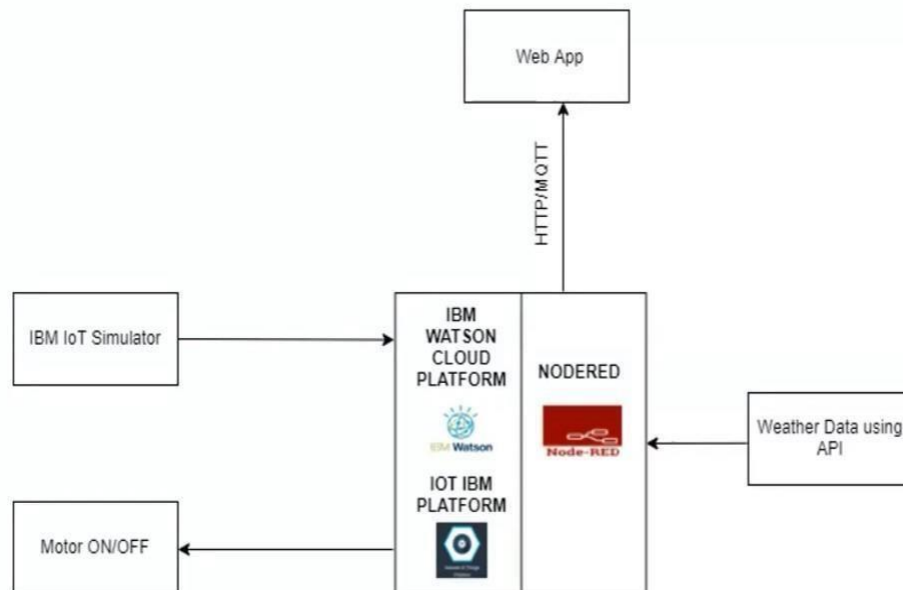 Web App
HTTP/MQTT
IBM IoT Simulator
IBM
WATSON
CLOUD
PLATFORM
IBM Watson
IOT IBM
PLATFORM
NODERED
Node-RED
Weather Data using
API
Motor ON/OFF